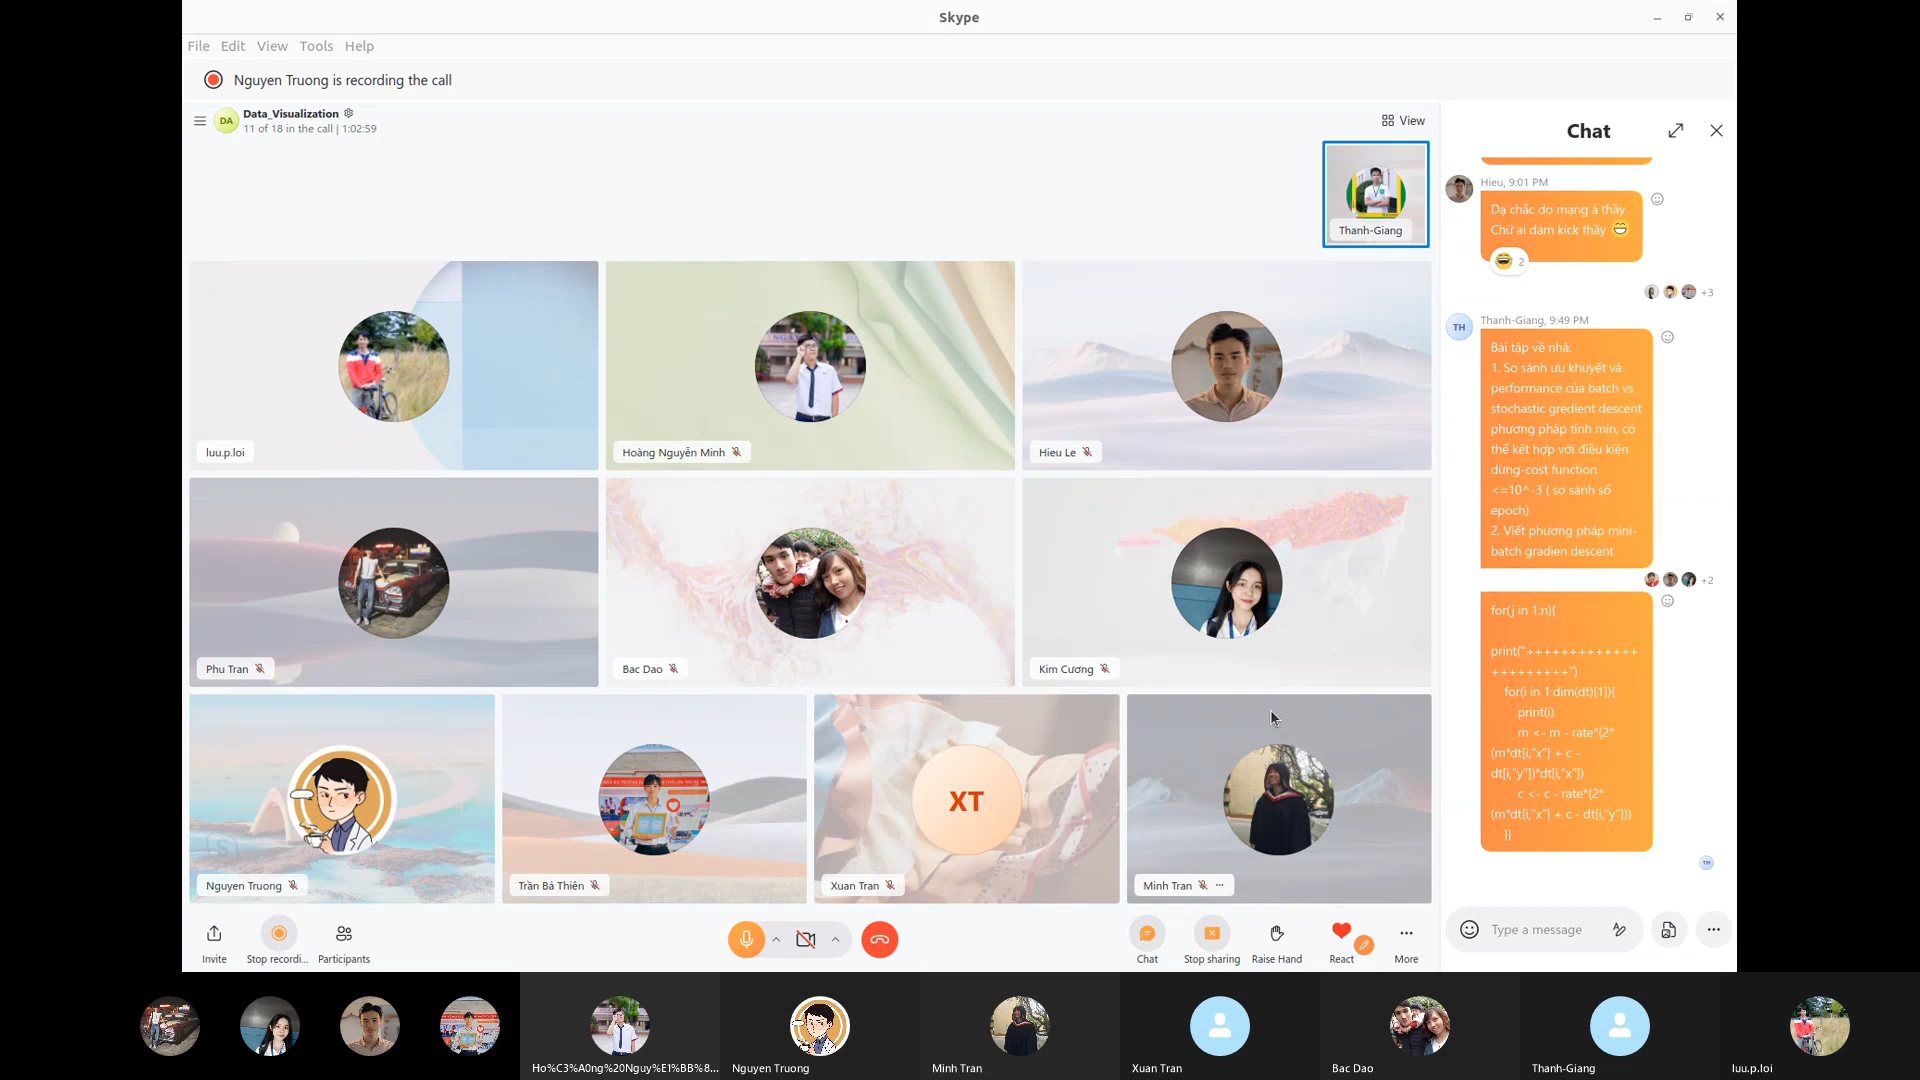 Skype
File Edit View Tools Help
Nguyen Truong is recording the call
DA
Data_Visualization
11 of 18 in the call | 1:02:59
View
Thanh-Giang
luu.p.loi
Hoàng Nguyễn Minh
Hieu Le
Phu Tran
Bac Dao
Kim Cương
Nguyen Truong
Trần Bá Thiên
XT
Xuan Tran
Minh Tran
Invite
Stop recordi...
Participants
Chat
Stop sharing
Raise Hand
React
More
Chat
Hieu, 9:01 PM
Dạ chắc do mạng á thầy
Chứ ai dám kick thầy
2
+3
TH
Thanh-Giang, 9:49 PM
Bài tập về nhà:
1. So sánh ưu khuyết và
performance của batch vs
stochastic gredient descent
phương pháp tính min, có
thể kết hợp với điều kiện
dừng-cost function
<=10^-3 ( so sánh số
epoch)
2. Viết phương pháp mini-
batch gradien descent
+2
for(j in 1:n){
print("+++++++++++++
+++++++++")
for(i in 1:dim(dt)[1]){
print(i)
m <- m - rate*(2*
(m*dt[i,"x"] + c -
dt[i,"y"])*dt[i,"x"])
c <- c - rate*(2*
(m*dt[i,"x"] + c - dt[i,"y"]))
}}
TH
Type a message
Ho%C3%A0ng%20Nguy%E1%BB%8...
Nguyen Truong
Minh Tran
Xuan Tran
Bac Dao
Thanh-Giang
luu.p.loi